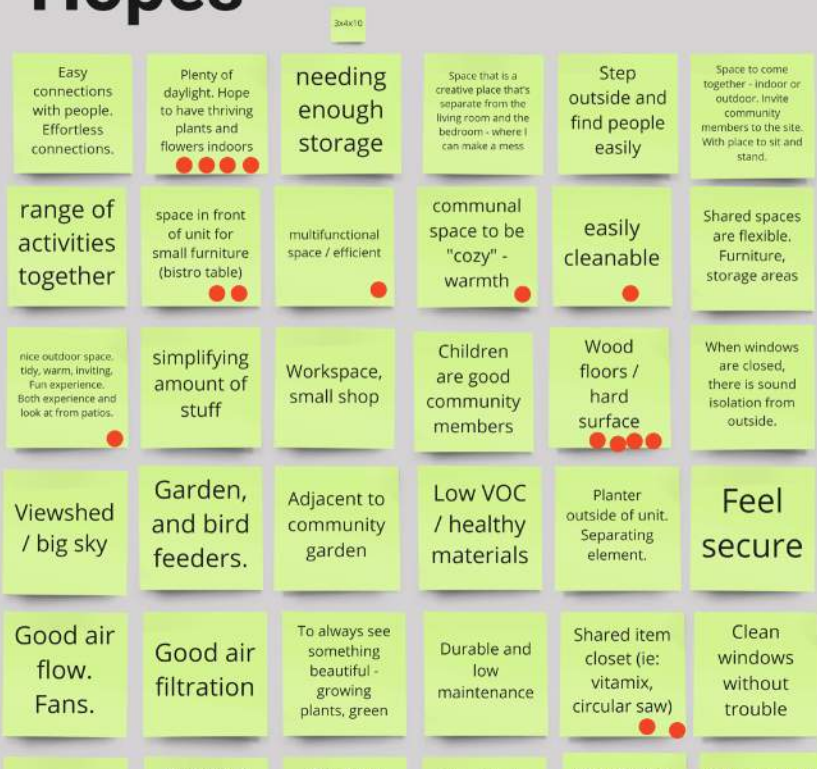 Hopes
3x4x10
Easy
connections
with people.
Effortless
connections.
Plenty of
daylight. Hope
to have thriving
plants and
flowers indoors
needing
enough
storage
Space that is a
creative place that's
separate from the
living room and the
bedroom - where I
can make a mess
Step
outside and
find people
easily
Space to come
together - indoor or
outdoor. Invite
community
members to the site.
With place to sit and
stand.
range of
activities
together
space in front
of unit for
small furniture
(bistro table)
multifunctional
space / efficient
communal
space to be
"cozy" -
warmth
easily
cleanable
Shared spaces
are flexible.
Furniture,
storage areas
nice outdoor space.
tidy, warm, inviting.
Fun experience.
Both experience and
look at from patios.
simplifying
amount of
stuff
Workspace,
small shop
Children
are good
community
members
Wood
floors /
hard
surface
When windows
are closed,
there is sound
isolation from
outside.
Viewshed
/ big sky
Garden,
and bird
feeders.
Adjacent to
community
garden
Low VOC
/ healthy
materials
Planter
outside of unit.
Separating
element.
Feel
secure
Good air
flow.
Fans.
Good air
filtration
To always see
something
beautiful -
growing
plants, green
Durable and
low
maintenance
Shared item
closet (ie:
vitamix,
circular saw)
Clean
windows
without
trouble